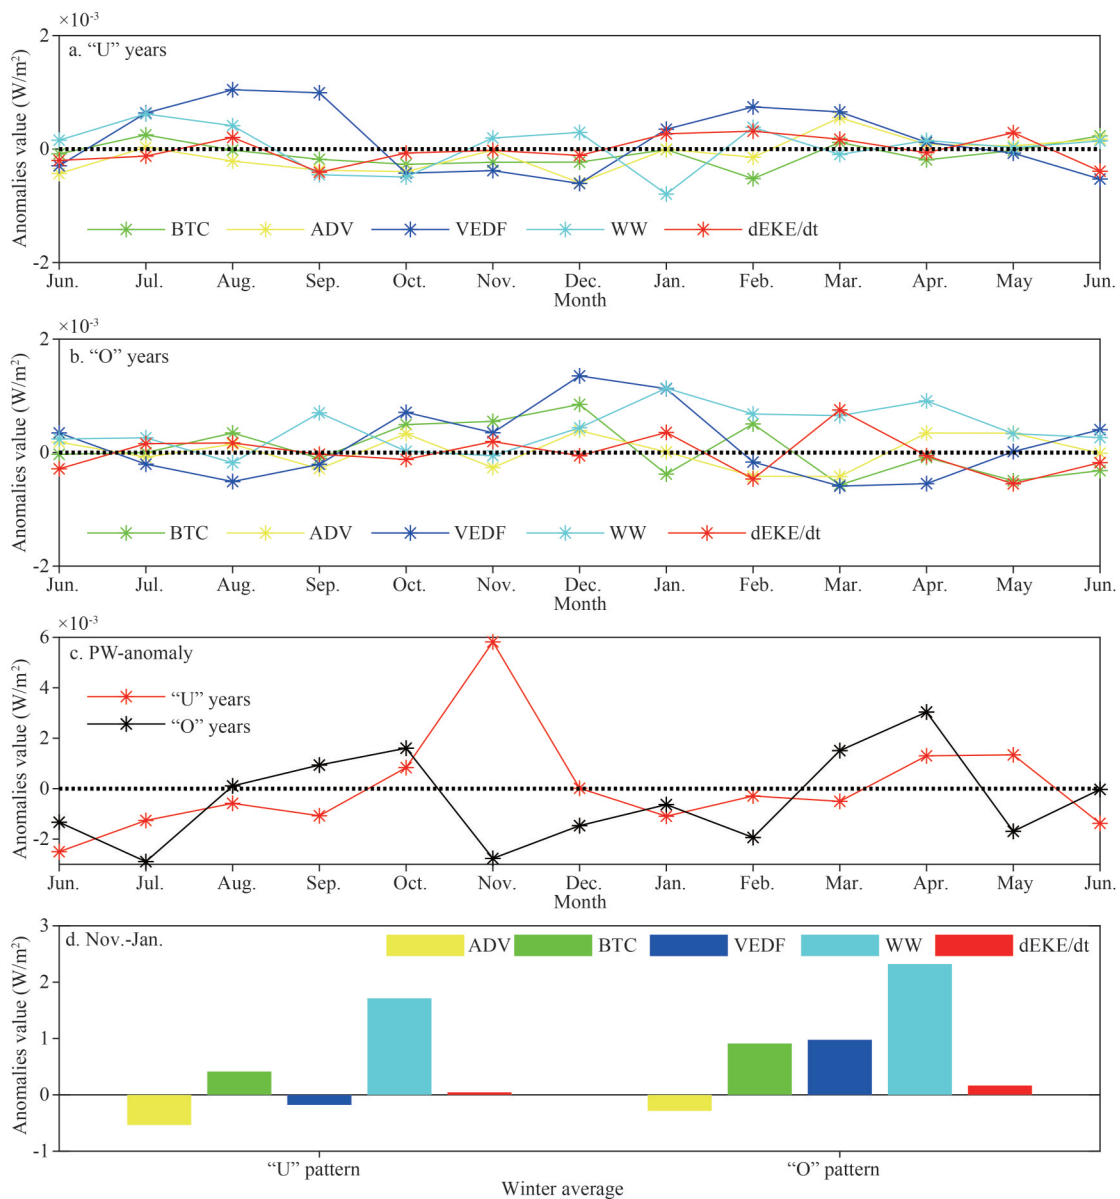 ×10⁻³
a. “U” years
Anomalies value (W/m²)
2
0
-2
BTC ADV VEDF WW dEKE/dt
Jun. Jul. Aug. Sep. Oct. Nov. Dec. Jan. Feb. Mar. Apr. May Jun.
Month
×10⁻³
b. “O” years
Anomalies value (W/m²)
2
0
-2
BTC ADV VEDF WW dEKE/dt
Jun. Jul. Aug. Sep. Oct. Nov. Dec. Jan. Feb. Mar. Apr. May Jun.
Month
×10⁻³
c. PW-anomaly
Anomalies value (W/m²)
6
4
2
0
-2
“U” years
“O” years
Jun. Jul. Aug. Sep. Oct. Nov. Dec. Jan. Feb. Mar. Apr. May Jun.
Month
d. Nov.-Jan.
Anomalies value (W/m²)
3
2
1
0
-1
ADV BTC VEDF WW dEKE/dt
“U” pattern “O” pattern
Winter average